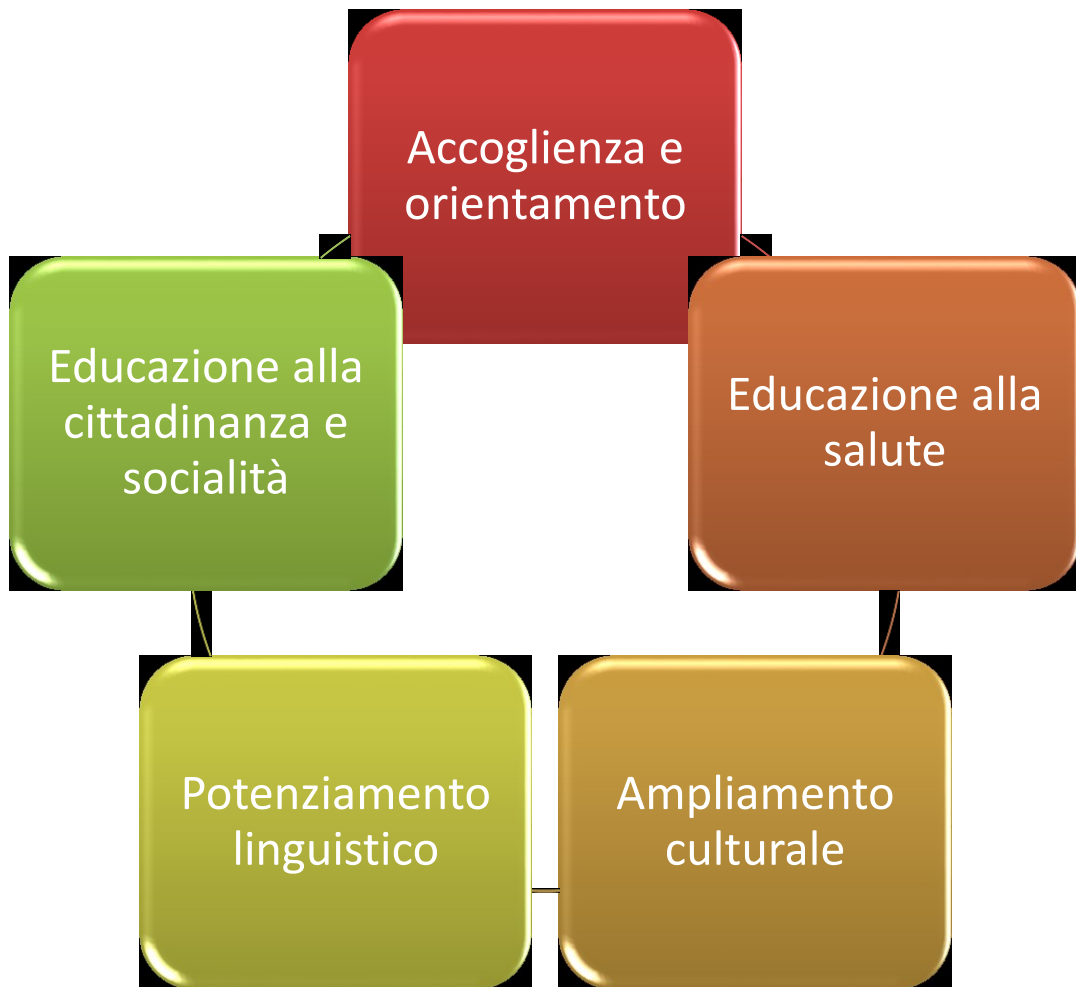 Accoglienza e
orientamento
Educazione alla
salute
Ampliamento
culturale
Potenziamento
linguistico
Educazione alla
cittadinanza e
socialità